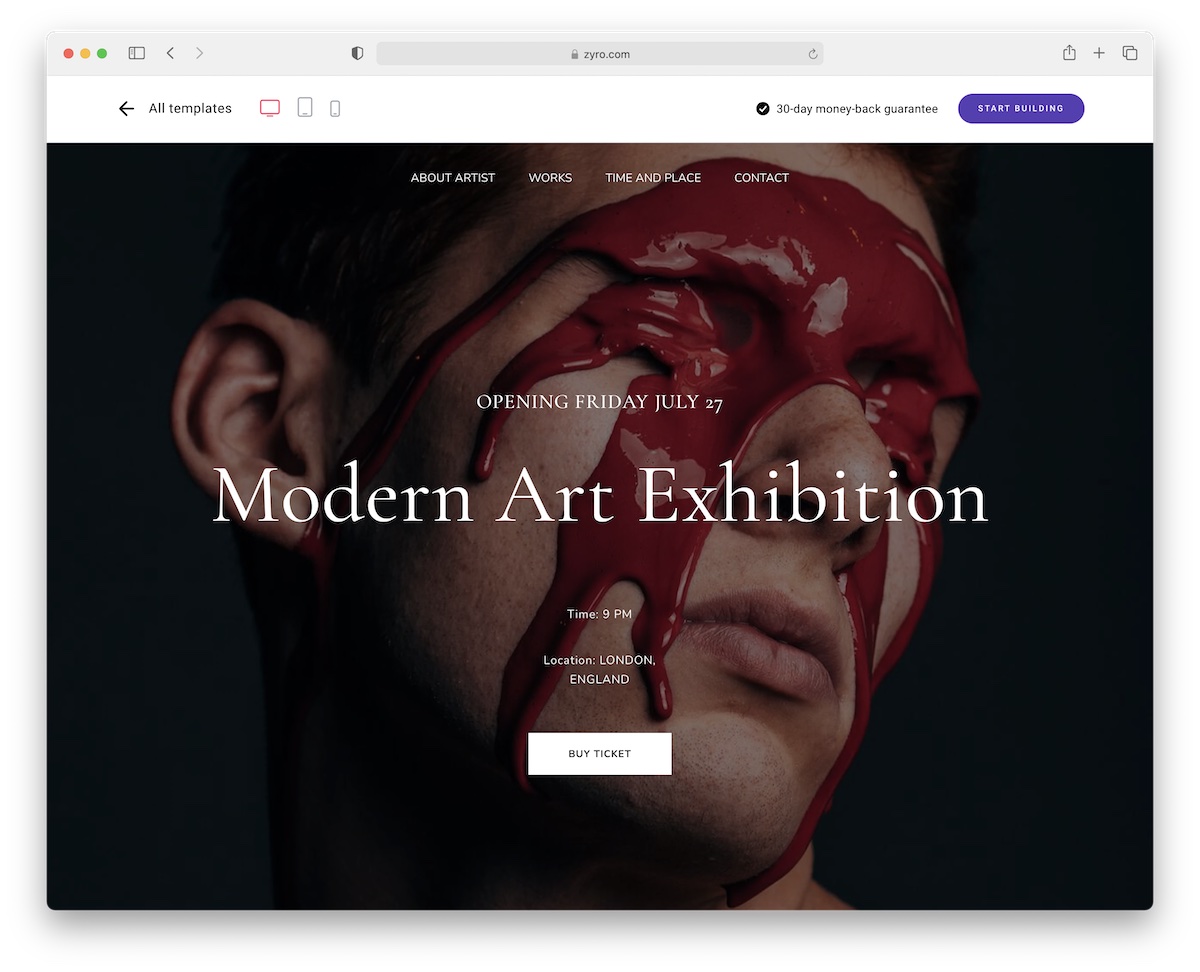 zyro.com
All templates
30-day money-back guarantee
START BUILDING
ABOUT ARTIST
WORKS
TIME AND PLACE
CONTACT
OPENING FRIDAY JULY 27
Modern Art Exhibition
Time: 9 PM
Location: LONDON,
ENGLAND
BUY TICKET